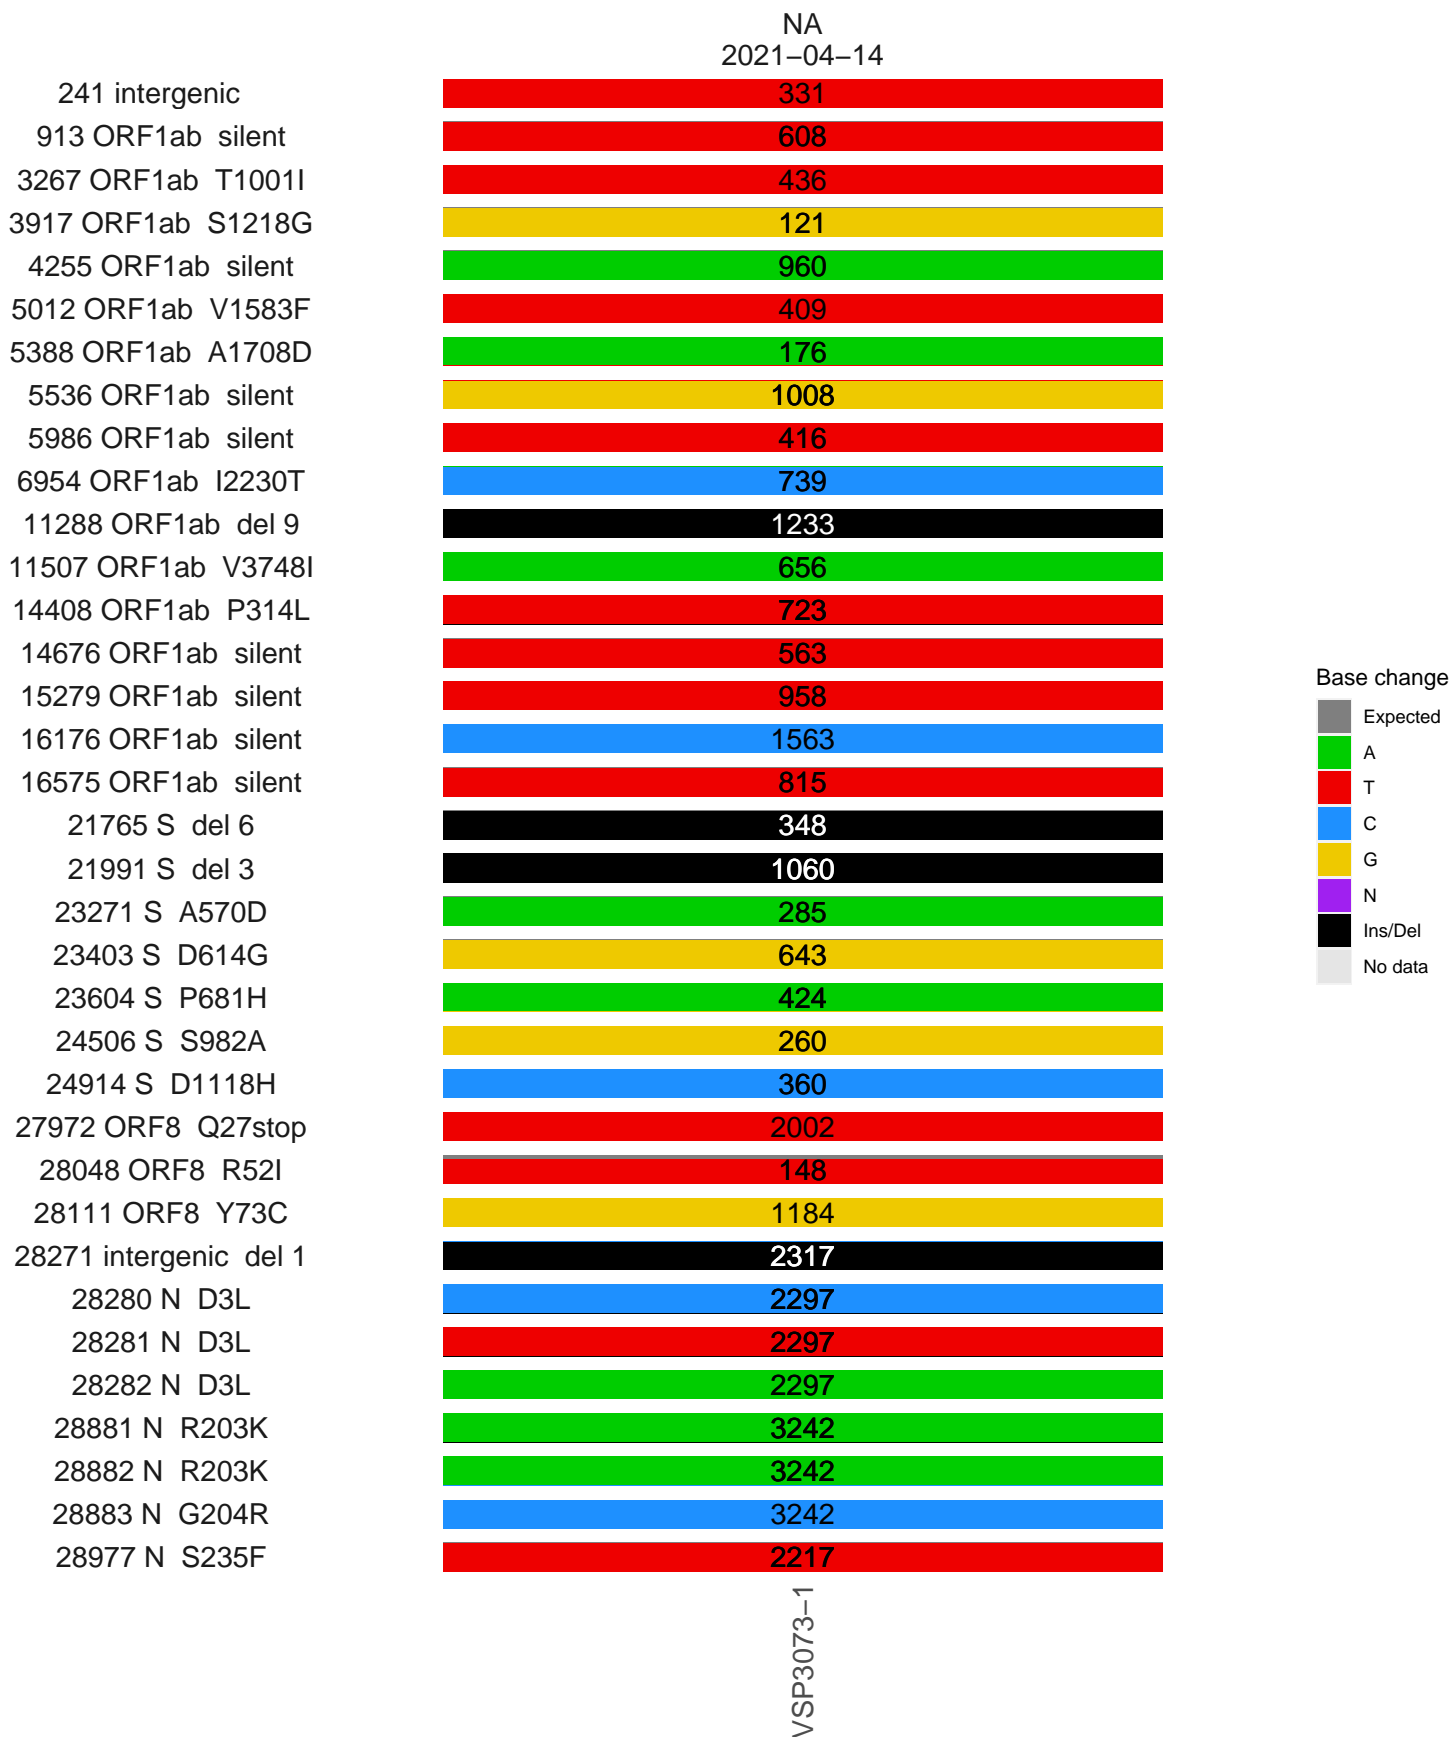 NA
2021–04–14
241 intergenic 331
913 ORF1ab silent 608
3267 ORF1ab T1001I 436
3917 ORF1ab S1218G 121
4255 ORF1ab silent 960
5012 ORF1ab V1583F 409
5388 ORF1ab A1708D 176
5536 ORF1ab silent 1008
5986 ORF1ab silent 416
6954 ORF1ab I2230T 739
11288 ORF1ab del 9 1233
11507 ORF1ab V3748I 656
14408 ORF1ab P314L 723
14676 ORF1ab silent 563
15279 ORF1ab silent 958
16176 ORF1ab silent 1563
16575 ORF1ab silent 815
21765 S del 6 348
21991 S del 3 1060
23271 S A570D 285
23403 S D614G 643
23604 S P681H 424
24506 S S982A 260
24914 S D1118H 360
27972 ORF8 Q27stop 2002
28048 ORF8 R52I 148
28111 ORF8 Y73C 1184
28271 intergenic del 1 2317
28280 N D3L 2297
28281 N D3L 2297
28282 N D3L 2297
28881 N R203K 3242
28882 N R203K 3242
28883 N G204R 3242
28977 N S235F 2217
VSP3073–1
Base change
Expected
A
T
C
G
N
Ins/Del
No data